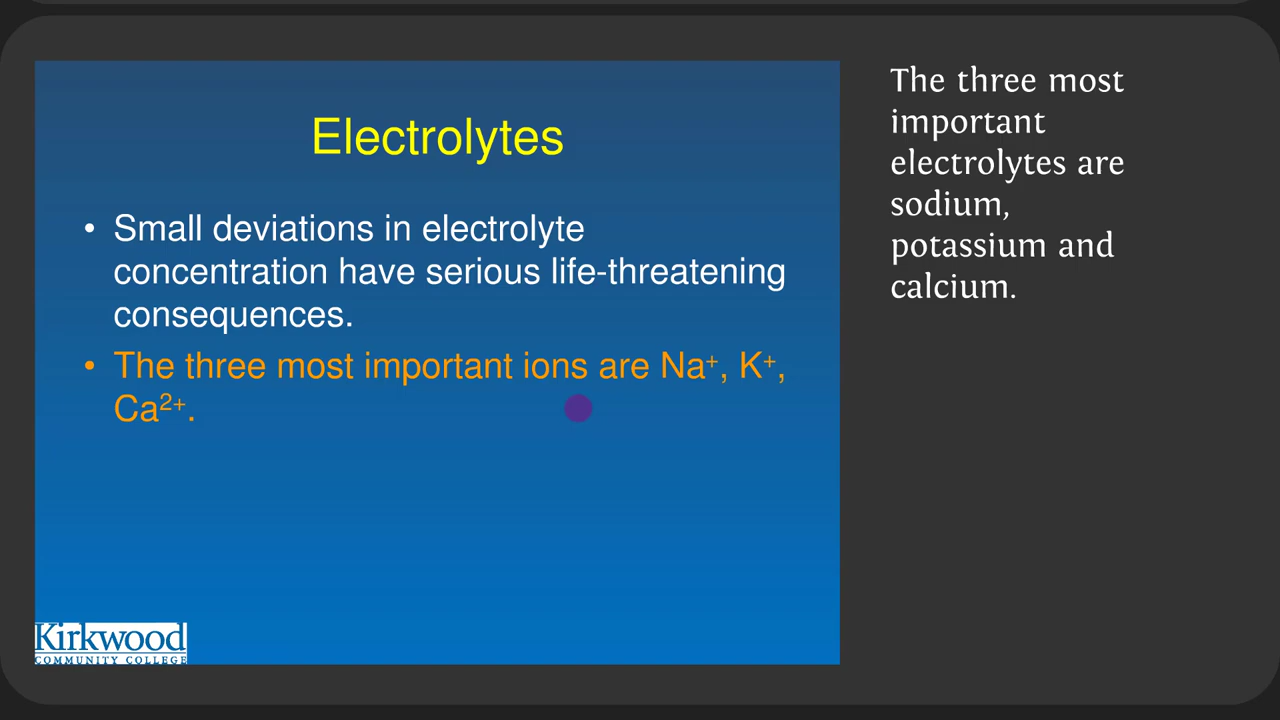 Electrolytes
• Small deviations in electrolyte
concentration have serious life-threatening
consequences.
• The three most important ions are Na⁺, K⁺,
Ca²⁺.
Kirkwood
COMMUNITY COLLEGE
The three most
important
electrolytes are
sodium,
potassium and
calcium.